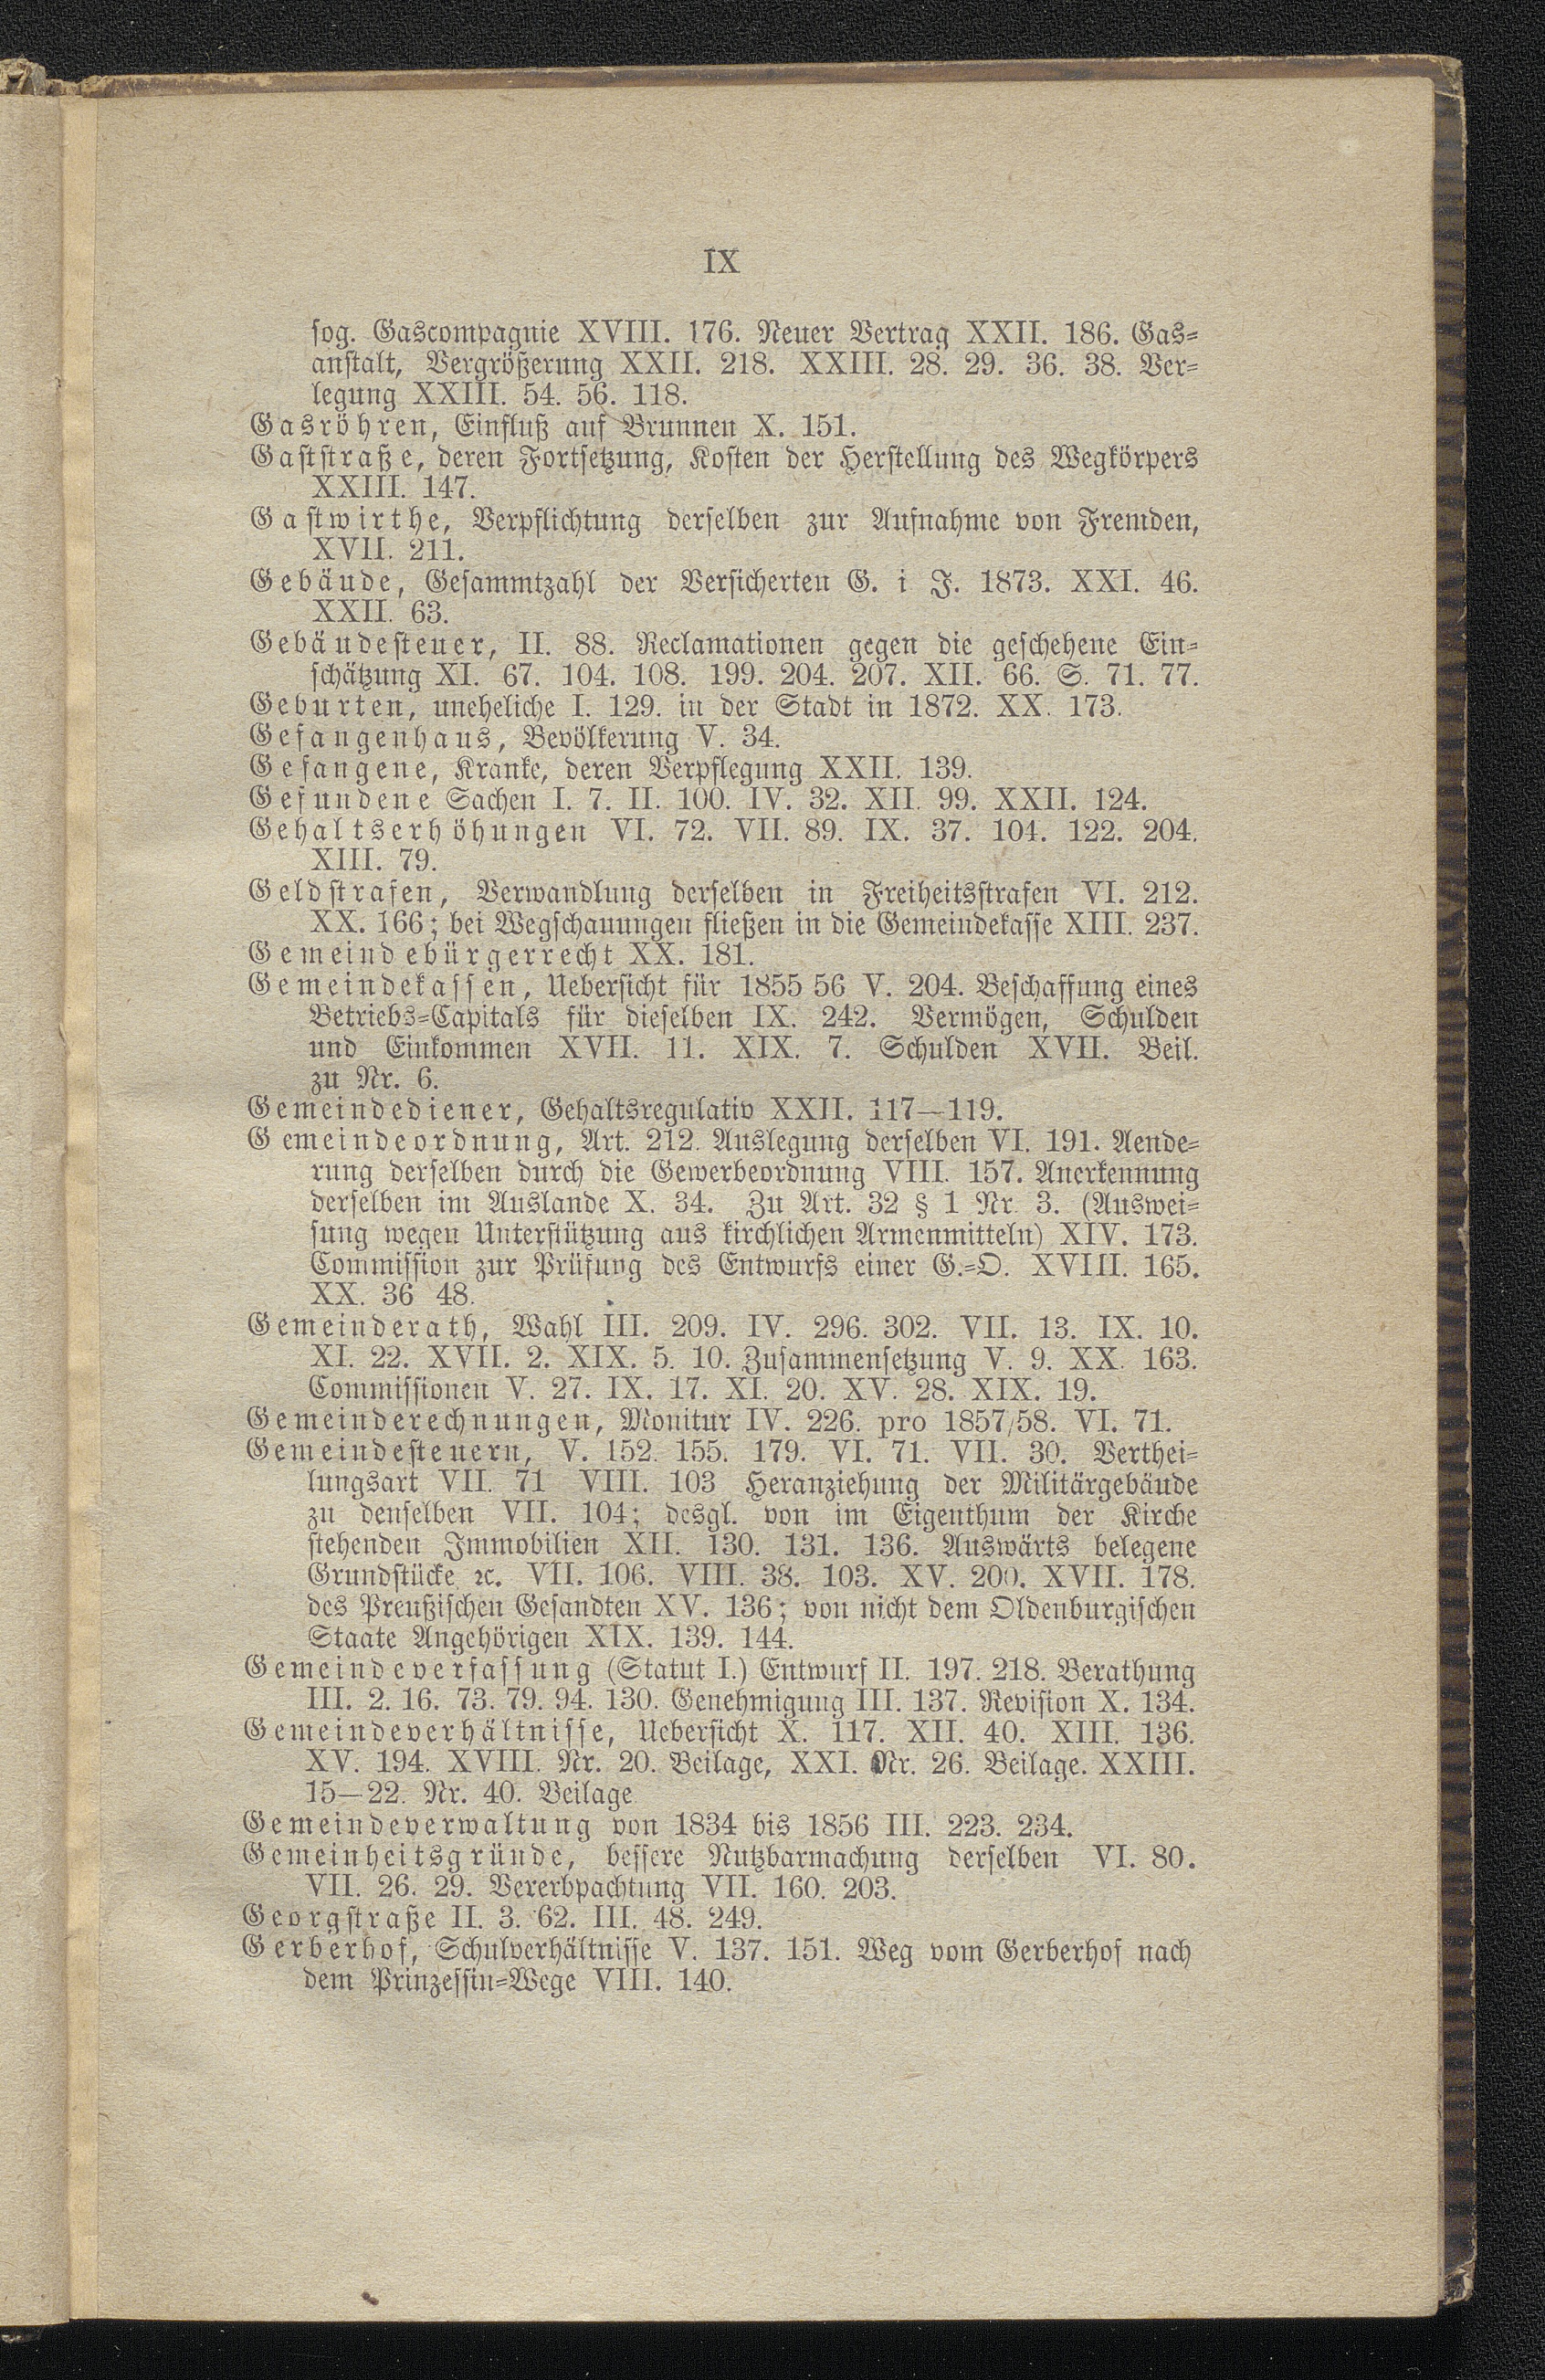 IX
sog. Gascompagnie XVIII. 176. Neuer Vertrag XXII. 186. Gas-
anstalt, Vergrößerung XXII. 218. XXIII. 28. 29. 36. 38. Ver-
legung XXIII. 54. 56. 118.
Gasröhren, Einfluß auf Brunnen X. 151.
Gaststraße, deren Fortsetzung, Kosten der Herstellung des Wegkörpers
XXIII. 147.
Gastwirthe, Verpflichtung derselben zur Aufnahme von Fremden,
XVII. 211.
Gebäude, Gesammtzahl der Versicherten G. i J. 1873. XXI. 46.
XXII. 63.
Gebäudesteuer, II. 88. Reclamationen gegen die geschehene Ein-
schätzung XI. 67. 104. 108. 199. 204. 207. XII. 66. S. 71. 77.
Geburten, uneheliche I. 129. in der Stadt in 1872. XX. 173.
Gefangenhaus, Bevölkerung V. 34.
Gefangene, Kranke, deren Verpflegung XXII. 139.
Gefundene Sachen I. 7. II. 100. IV. 32. XII. 99. XXII. 124.
Gehaltserhöhungen VI. 72. VII. 89. IX. 37. 104. 122. 204.
XIII. 79.
Geldstrafen, Verwandlung derselben in Freiheitsstrafen VI. 212.
XX. 166; bei Wegschauungen fließen in die Gemeindekasse XIII. 237.
Gemeindebürgerrecht XX. 181.
Gemeindekassen, Uebersicht für 1855 56 V. 204. Beschaffung eines
Betriebs-Capitals für dieselben IX. 242. Vermögen, Schulden
und Einkommen XVII. 11. XIX. 7. Schulden XVII. Beil.
zu Nr. 6.
Gemeindediener, Gehaltsregulativ XXII. 117—119.
Gemeindeordnung, Art. 212. Auslegung derselben VI. 191. Aende-
rung derselben durch die Gewerbeordnung VIII. 157. Anerkennung
derselben im Auslande X. 34. Zu Art. 32 § 1 Nr. 3. (Auswei-
sung wegen Unterstützung aus kirchlichen Armenmitteln) XIV. 173.
Commission zur Prüfung des Entwurfs einer G.-O. XVIII. 165.
XX. 36 48.
Gemeinderath, Wahl III. 209. IV. 296. 302. VII. 13. IX. 10.
XI. 22. XVII. 2. XIX. 5. 10. Zusammensetzung V. 9. XX. 163.
Commissionen V. 27. IX. 17. XI. 20. XV. 28. XIX. 19.
Gemeinderechnungen, Monitur IV. 226. pro 1857/58. VI. 71.
Gemeindesteuern, V. 152. 155. 179. VI. 71. VII. 30. Verthei-
lungsart VII. 71 VIII. 103 Heranziehung der Militärgebäude
zu denselben VII. 104; desgl. von im Eigenthum der Kirche
stehenden Immobilien XII. 130. 131. 136. Auswärts belegene
Grundstücke ꝛc. VII. 106. VIII. 38. 103. XV. 200. XVII. 178.
des Preußischen Gesandten XV. 136; von nicht dem Oldenburgischen
Staate Angehörigen XIX. 139. 144.
Gemeindeverfassung (Statut I.) Entwurf II. 197. 218. Berathung
III. 2. 16. 73. 79. 94. 130. Genehmigung III. 137. Revision X. 134.
Gemeindeverhältnisse, Uebersicht X. 117. XII. 40. XIII. 136.
XV. 194. XVIII. Nr. 20. Beilage, XXI. Nr. 26. Beilage. XXIII.
15—22. Nr. 40. Beilage
Gemeindeverwaltung von 1834 bis 1856 III. 223. 234.
Gemeinheitsgründe, bessere Nutzbarmachung derselben VI. 80.
VII. 26. 29. Vererbpachtung VII. 160. 203.
Georgstraße II. 3. 62. III. 48. 249.
Gerberhof, Schulverhältnisse V. 137. 151. Weg vom Gerberhof nach
dem Prinzessin-Wege VIII. 140.